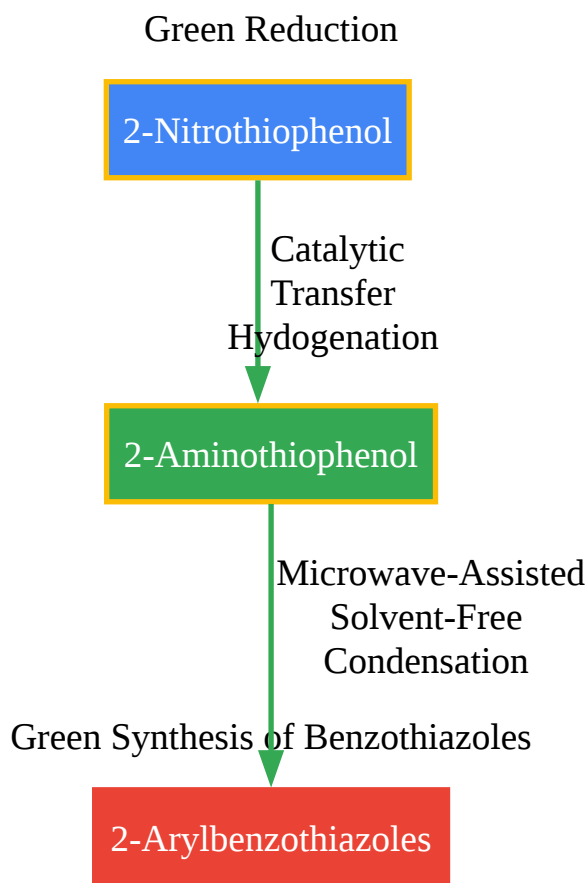 Green Reduction
2-Nitrothiophenol
Catalytic
Transfer
Hydogenation
2-Aminothiophenol
Microwave-Assisted
Solvent-Free
Condensation
Green Synthesis of Benzothiazoles
2-Arylbenzothiazoles